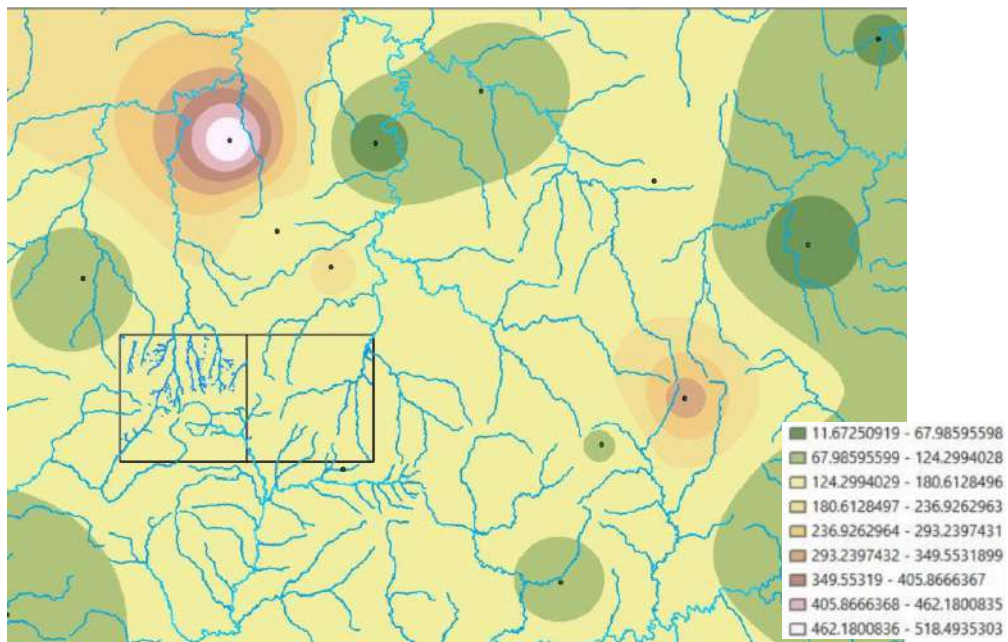 11.67250919 - 67.98595598
67.98595599 - 124.2994028
124.2994029 - 180.6128496
180.6128497 - 236.9262963
236.9262964 - 293.2397431
293.2397432 - 349.5531899
349.55319 - 405.8666367
405.8666368 - 462.1800835
462.1800836 - 518.4935303